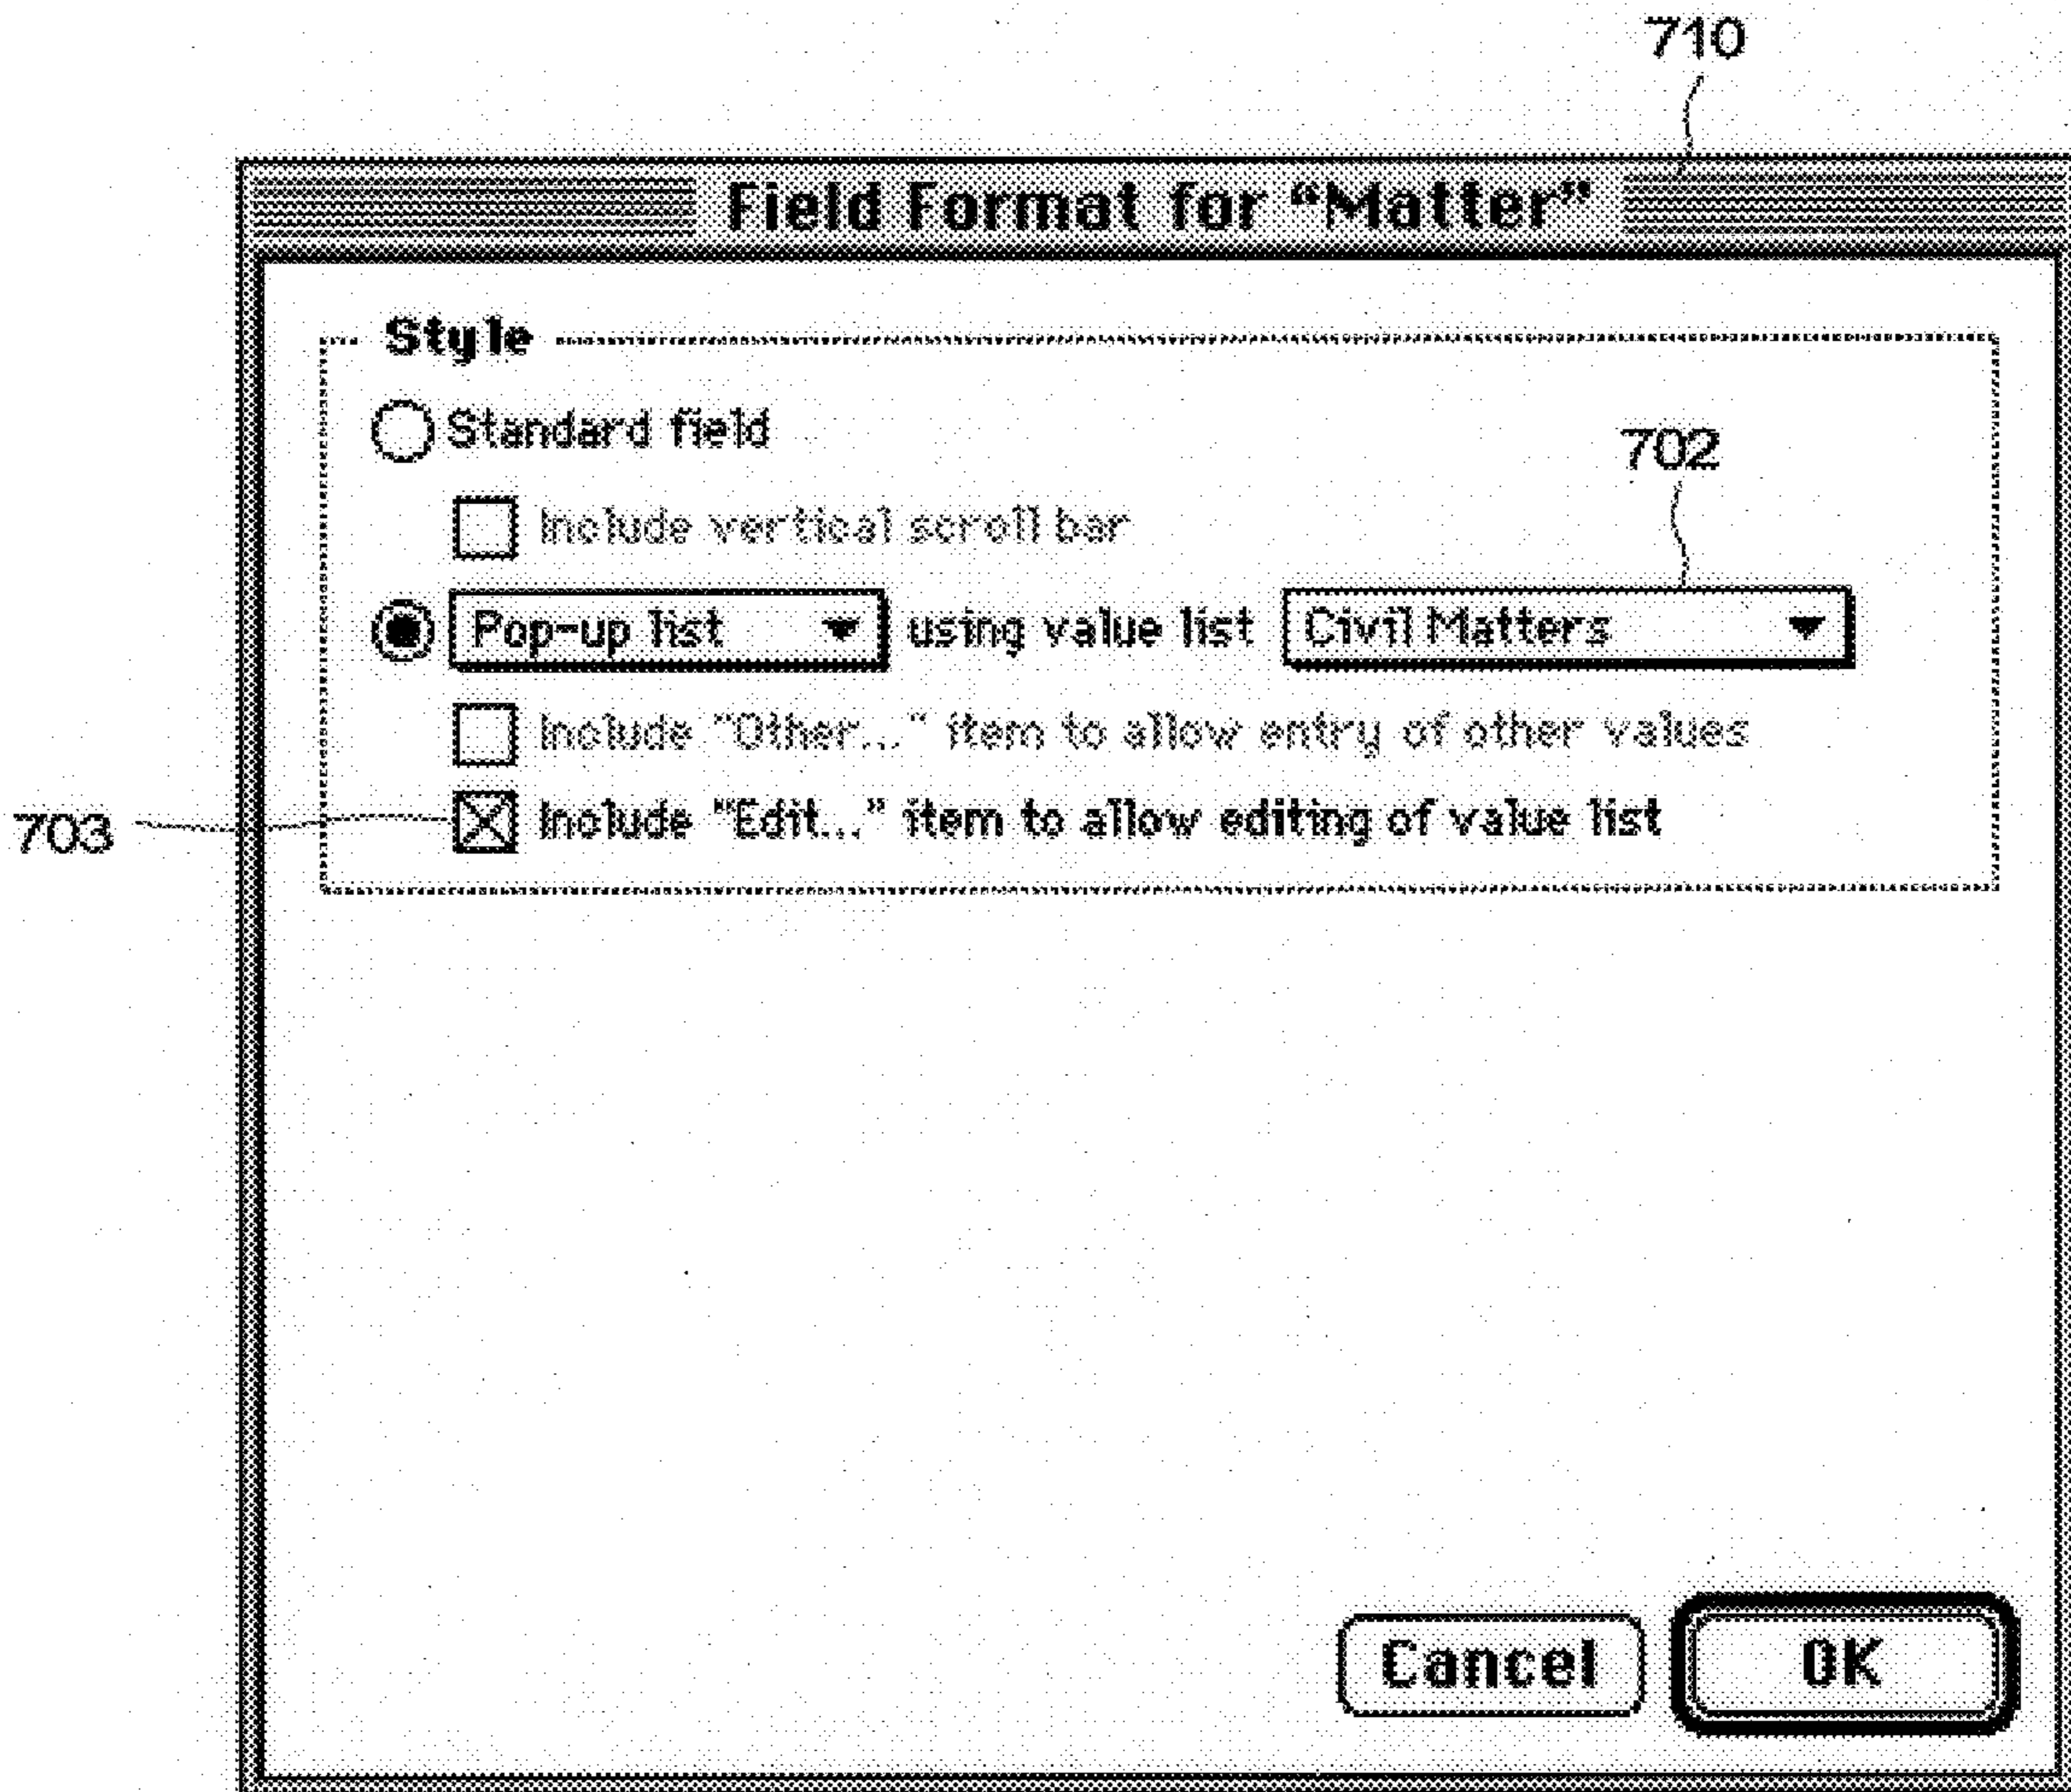 710
Field Format for “Matter”
Style
Standard field
702
Include vertical scroll bar
Pop-up list using value list Civil Matters
Include "Other..." item to allow entry of other values
703 Include "Edit..." item to allow editing of value list
Cancel OK